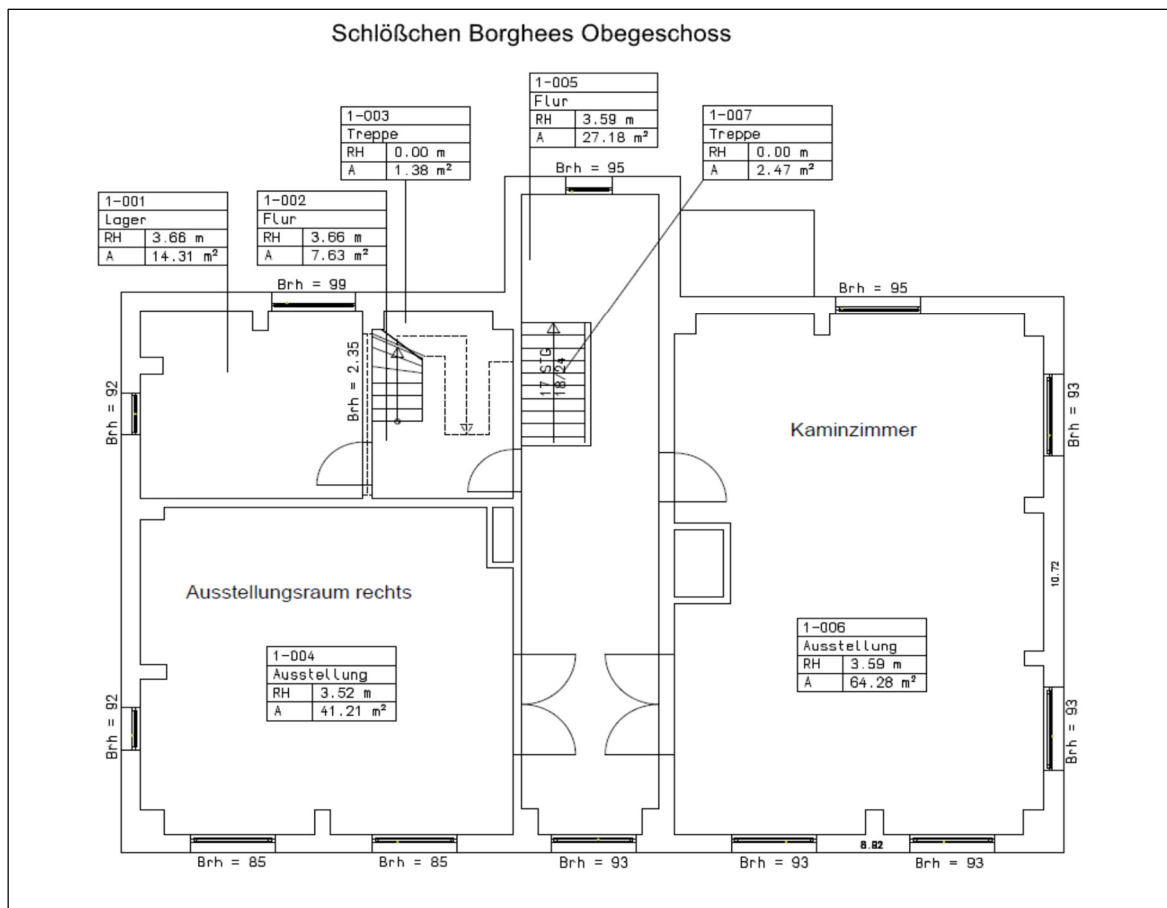 Schlößchen Borghees Obegeschoss
1-005
Flur
RH 3.59 m
A 27.18 m²
1-003
Treppe
RH 0.00 m
A 1.38 m²
1-007
Treppe
RH 0.00 m
A 2.47 m²
Brh = 95
1-001
Lager
RH 3.66 m
A 14.31 m²
1-002
Flur
RH 3.66 m
A 7.63 m²
Brh = 99
Brh = 95
Brh = 2.35
17 STG
18/24
Brh = 92
Brh = 93
Kaminzimmer
10.72
Ausstellungsraum rechts
1-004
Ausstellung
RH 3.52 m
A 41.21 m²
1-006
Ausstellung
RH 3.59 m
A 64.28 m²
Brh = 92
Brh = 93
Brh = 85
Brh = 85
Brh = 93
Brh = 93
6.82
Brh = 93